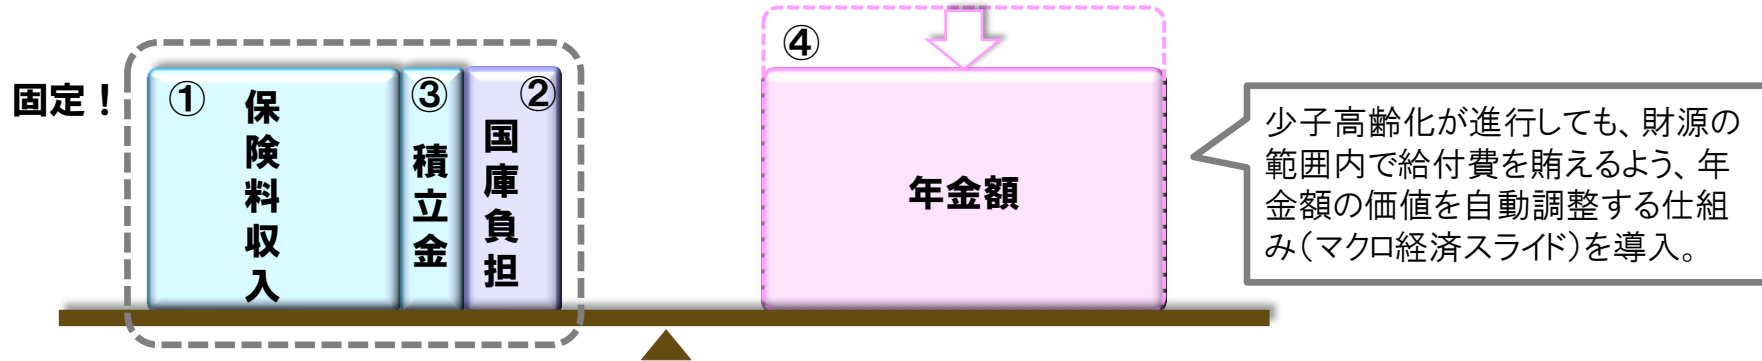 固定!
① 保険料収入
③ 積立金
② 国庫負担
④
年金額
少子高齢化が進行しても、財源の
範囲内で給付費を賄えるよう、年
金額の価値を自動調整する仕組
み(マクロ経済スライド)を導入。